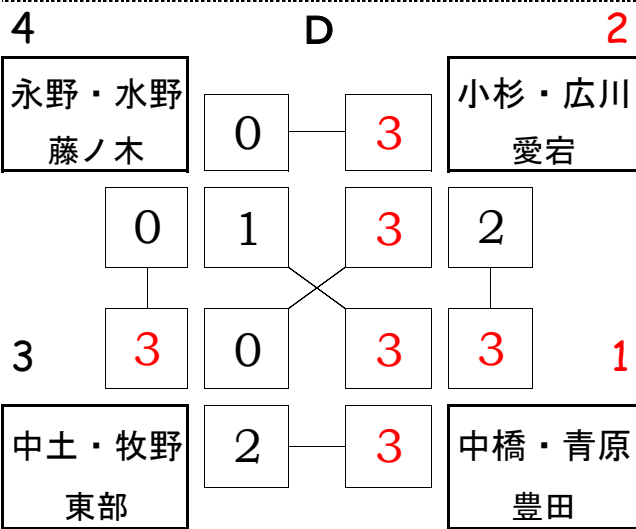 4 D 2
永野・水野 小杉・広川
藤ノ木 0 3 愛宕
0 1 3 2
3 3 0 3 3 1
中土・牧野 2 3 中橋・青原
東部 豊田